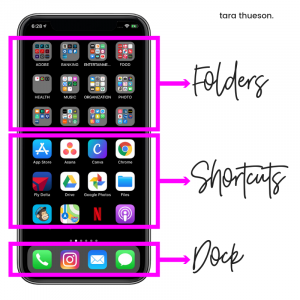 tara thueson.
6:28
ADOBE BANKING ENTERTAINME... FOOD
Folders
HEALTH MUSIC ORGANIZATION PHOTO
App Store Asana Canva Chrome
Shortcuts
Fly Delta Drive Google Photos Files
Dock